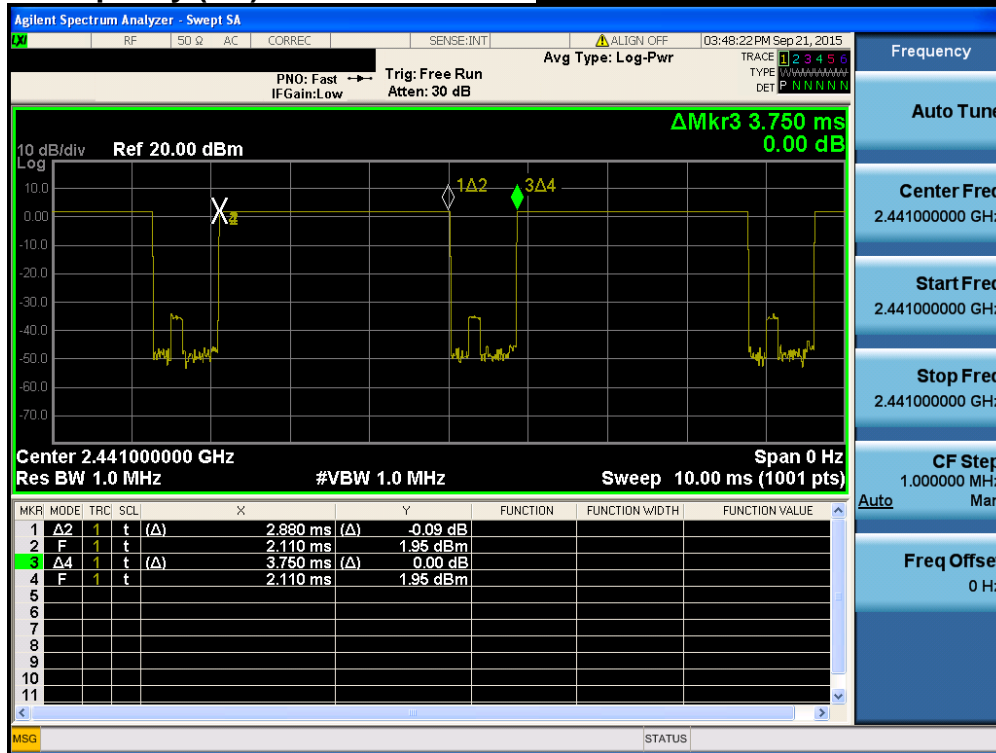 Agilent Spectrum Analyzer - Swept SA
LXI RF 50 Ω AC CORREC SENSE:INT ALIGN OFF 03:48:22 PM Sep 21, 2015
Avg Type: Log-Pwr TRACE 1 2 3 4 5 6
PNO: Fast Trig: Free Run TYPE WWWWWW
IFGain:Low Atten: 30 dB DET P N N N N N
ΔMkr3 3.750 ms
0.00 dB
10 dB/div Ref 20.00 dBm
Log
10.0
0.00
-10.0
-20.0
-30.0
-40.0
-50.0
-60.0
-70.0
1Δ2
3Δ4
Center 2.441000000 GHz Span 0 Hz
Res BW 1.0 MHz #VBW 1.0 MHz Sweep 10.00 ms (1001 pts)
MKR MODE TRC SCL X Y FUNCTION FUNCTION WIDTH FUNCTION VALUE
1 Δ2 1 t (Δ) 2.880 ms (Δ) -0.09 dB
2 F 1 t 2.110 ms 1.95 dBm
3 Δ4 1 t (Δ) 3.750 ms (Δ) 0.00 dB
4 F 1 t 2.110 ms 1.95 dBm
5
6
7
8
9
10
11
MSG STATUS
Frequency
Auto Tune
Center Freq
2.441000000 GHz
Start Freq
2.441000000 GHz
Stop Freq
2.441000000 GHz
CF Step
1.000000 MHz
Auto Man
Freq Offset
0 Hz